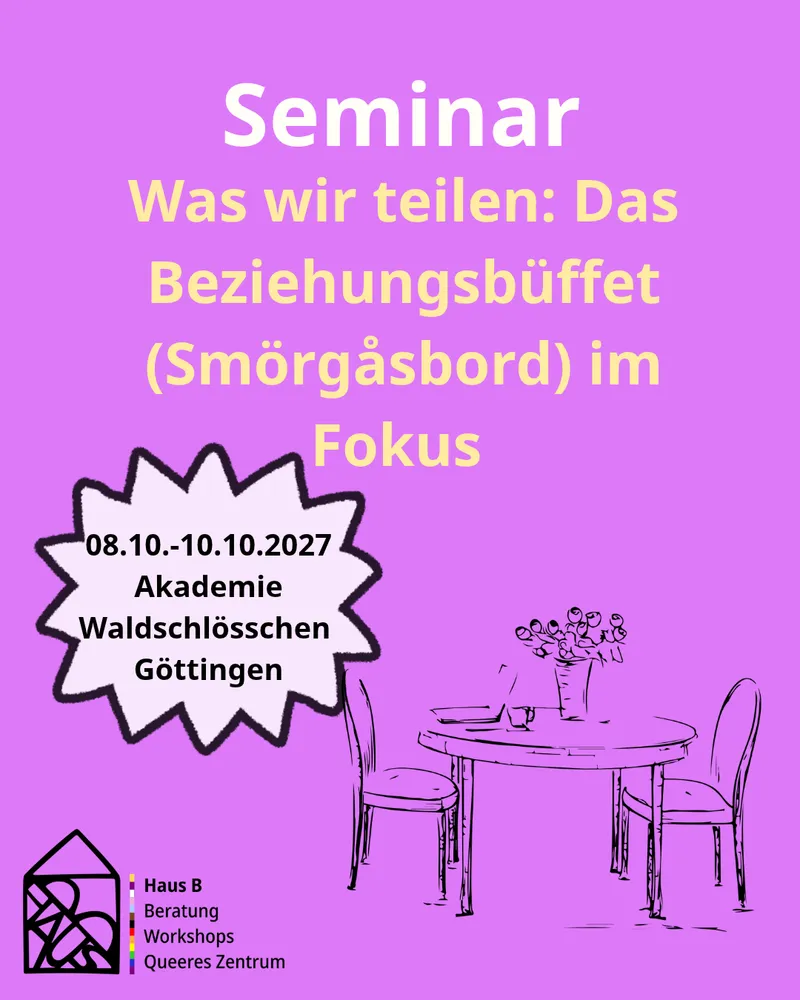 Seminar
Was wir teilen: Das
Beziehungsbüffet
(Smörgåsbord) im
Fokus
08.10.-10.10.2027
Akademie
Waldschlösschen
Göttingen
HAUS B
Haus B
Beratung
Workshops
Queeres Zentrum